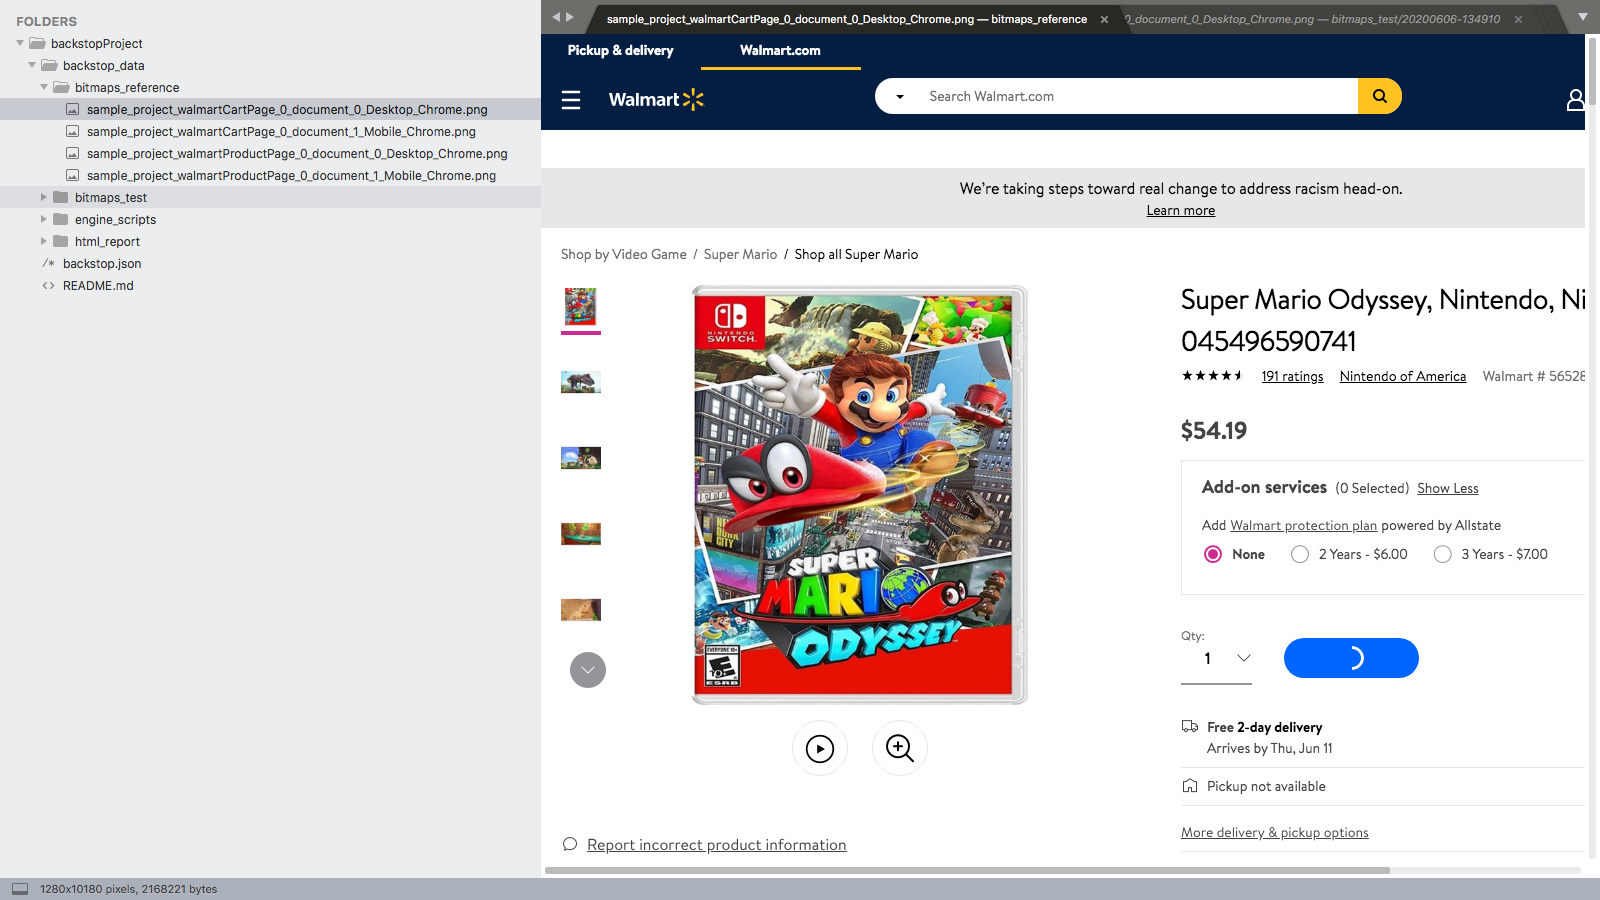 FOLDERS
backstopProject
backstop_data
bitmaps_reference
sample_project_walmartCartPage_0_document_0_Desktop_Chrome.png
sample_project_walmartCartPage_0_document_1_Mobile_Chrome.png
sample_project_walmartProductPage_0_document_0_Desktop_Chrome.png
sample_project_walmartProductPage_0_document_1_Mobile_Chrome.png
bitmaps_test
engine_scripts
html_report
/* backstop.json
<> README.md
sample_project_walmartCartPage_0_document_0_Desktop_Chrome.png — bitmaps_reference ×
0_document_0_Desktop_Chrome.png — bitmaps_test/20200606-134910 ×
Pickup & delivery
Walmart.com
Walmart
Search Walmart.com
We're taking steps toward real change to address racism head-on.
Learn more
Shop by Video Game / Super Mario / Shop all Super Mario
NINTENDO
SWITCH
NEW
DONK
CITY
SUPER
MARIO
ODYSSEY
EVERYONE 10+
E 10+
ESRB
Super Mario Odyssey, Nintendo, Ni
045496590741
191 ratings
Nintendo of America
Walmart # 56528
$54.19
Add-on services (0 Selected) Show Less
Add Walmart protection plan powered by Allstate
None
2 Years - $6.00
3 Years - $7.00
Qty:
1
Free 2-day delivery
Arrives by Thu, Jun 11
Pickup not available
More delivery & pickup options
Report incorrect product information
1280x10180 pixels, 2168221 bytes